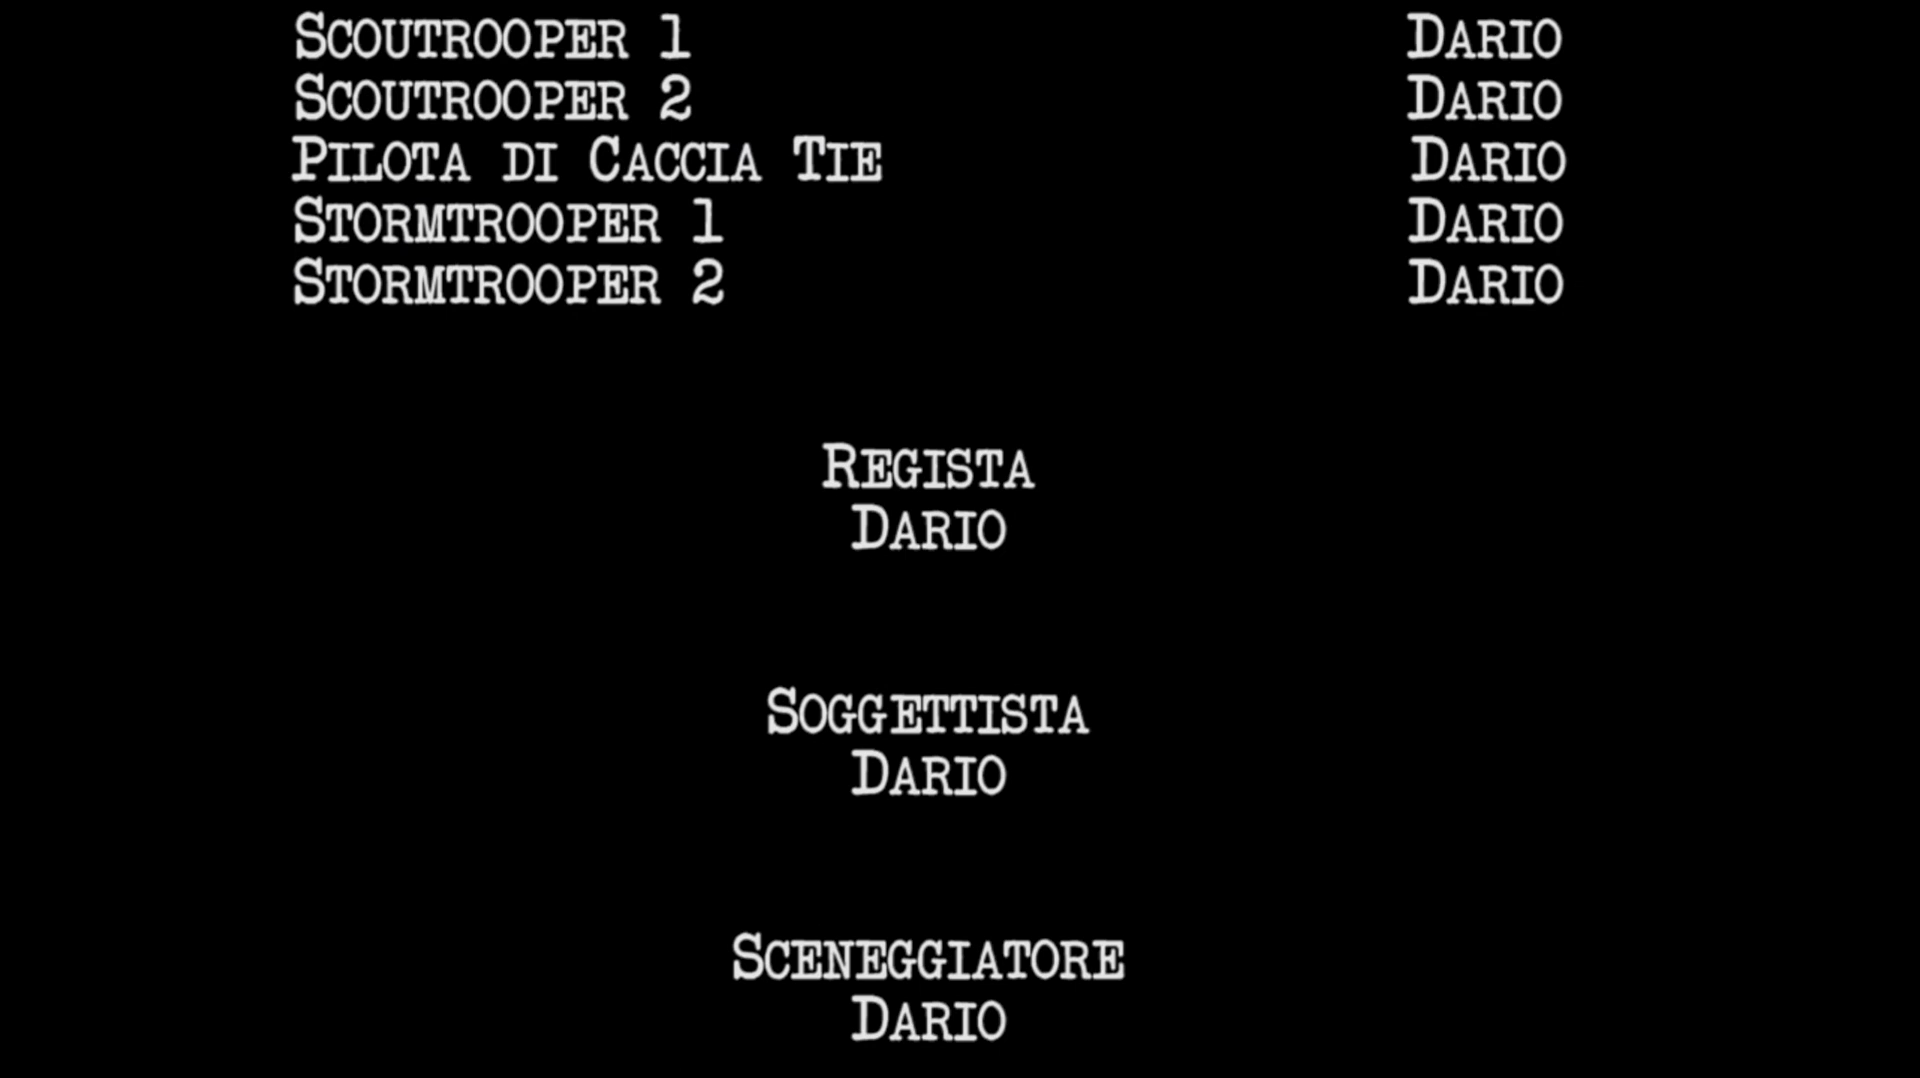 Scoutrooper 1 Dario
Scoutrooper 2 Dario
Pilota di Caccia Tie Dario
Stormtrooper 1 Dario
Stormtrooper 2 Dario
Regista
Dario
Soggettista
Dario
Sceneggiatore
Dario